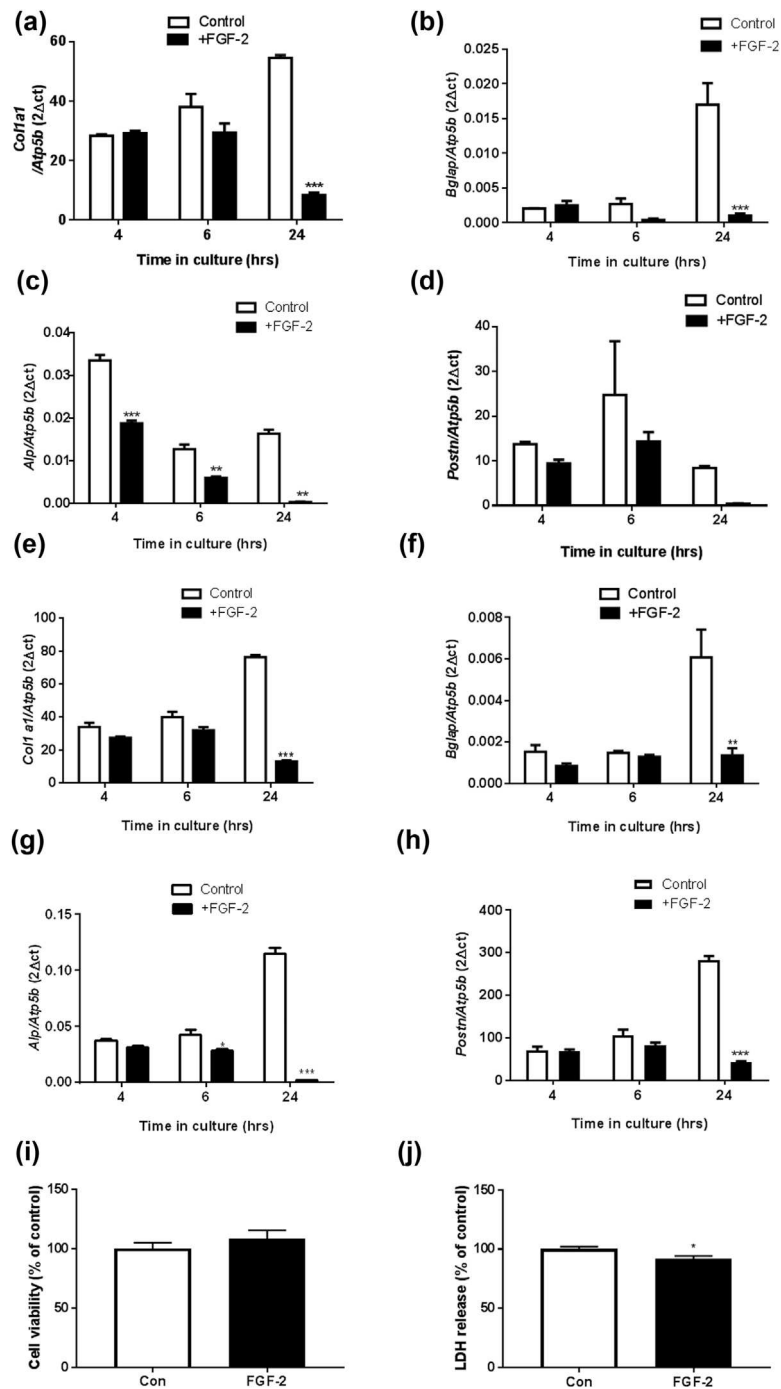 (a)
Control
+FGF-2
Col1a1
/Atp5b (2Δct)
60
40
20
0
4 6 24
***
Time in culture (hrs)
(b)
Control
+FGF-2
Bglap/Atp5b (2Δct)
0.025
0.020
0.015
0.010
0.005
0.000
4 6 24
***
Time in culture (hrs)
(c)
Control
+FGF-2
Alp/Atp5b (2Δct)
0.04
0.03
0.02
0.01
0.00
4 6 24
*** ** **
Time in culture (hrs)
(d)
Control
+FGF-2
Postn/Atp5b (2Δct)
40
30
20
10
0
4 6 24
Time in culture (hrs)
(e)
Control
+FGF-2
Col1 a1/Atp5b (2Δct)
100
80
60
40
20
0
4 6 24
***
Time in culture (hrs)
(f)
Control
+FGF-2
Bglap/Atp5b (2Δct)
0.008
0.006
0.004
0.002
0.000
4 6 24
**
Time in culture (hrs)
(g)
Control
+FGF-2
Alp/Atp5b (2Δct)
0.15
0.10
0.05
0.00
4 6 24
* ***
Time in culture (hrs)
(h)
Control
+FGF-2
Postn/Atp5b (2Δct)
400
300
200
100
0
4 6 24
***
Time in culture (hrs)
(i)
Cell viability (% of control)
150
100
50
0
Con FGF-2
(j)
LDH release (% of control)
150
100
50
0
*
Con FGF-2